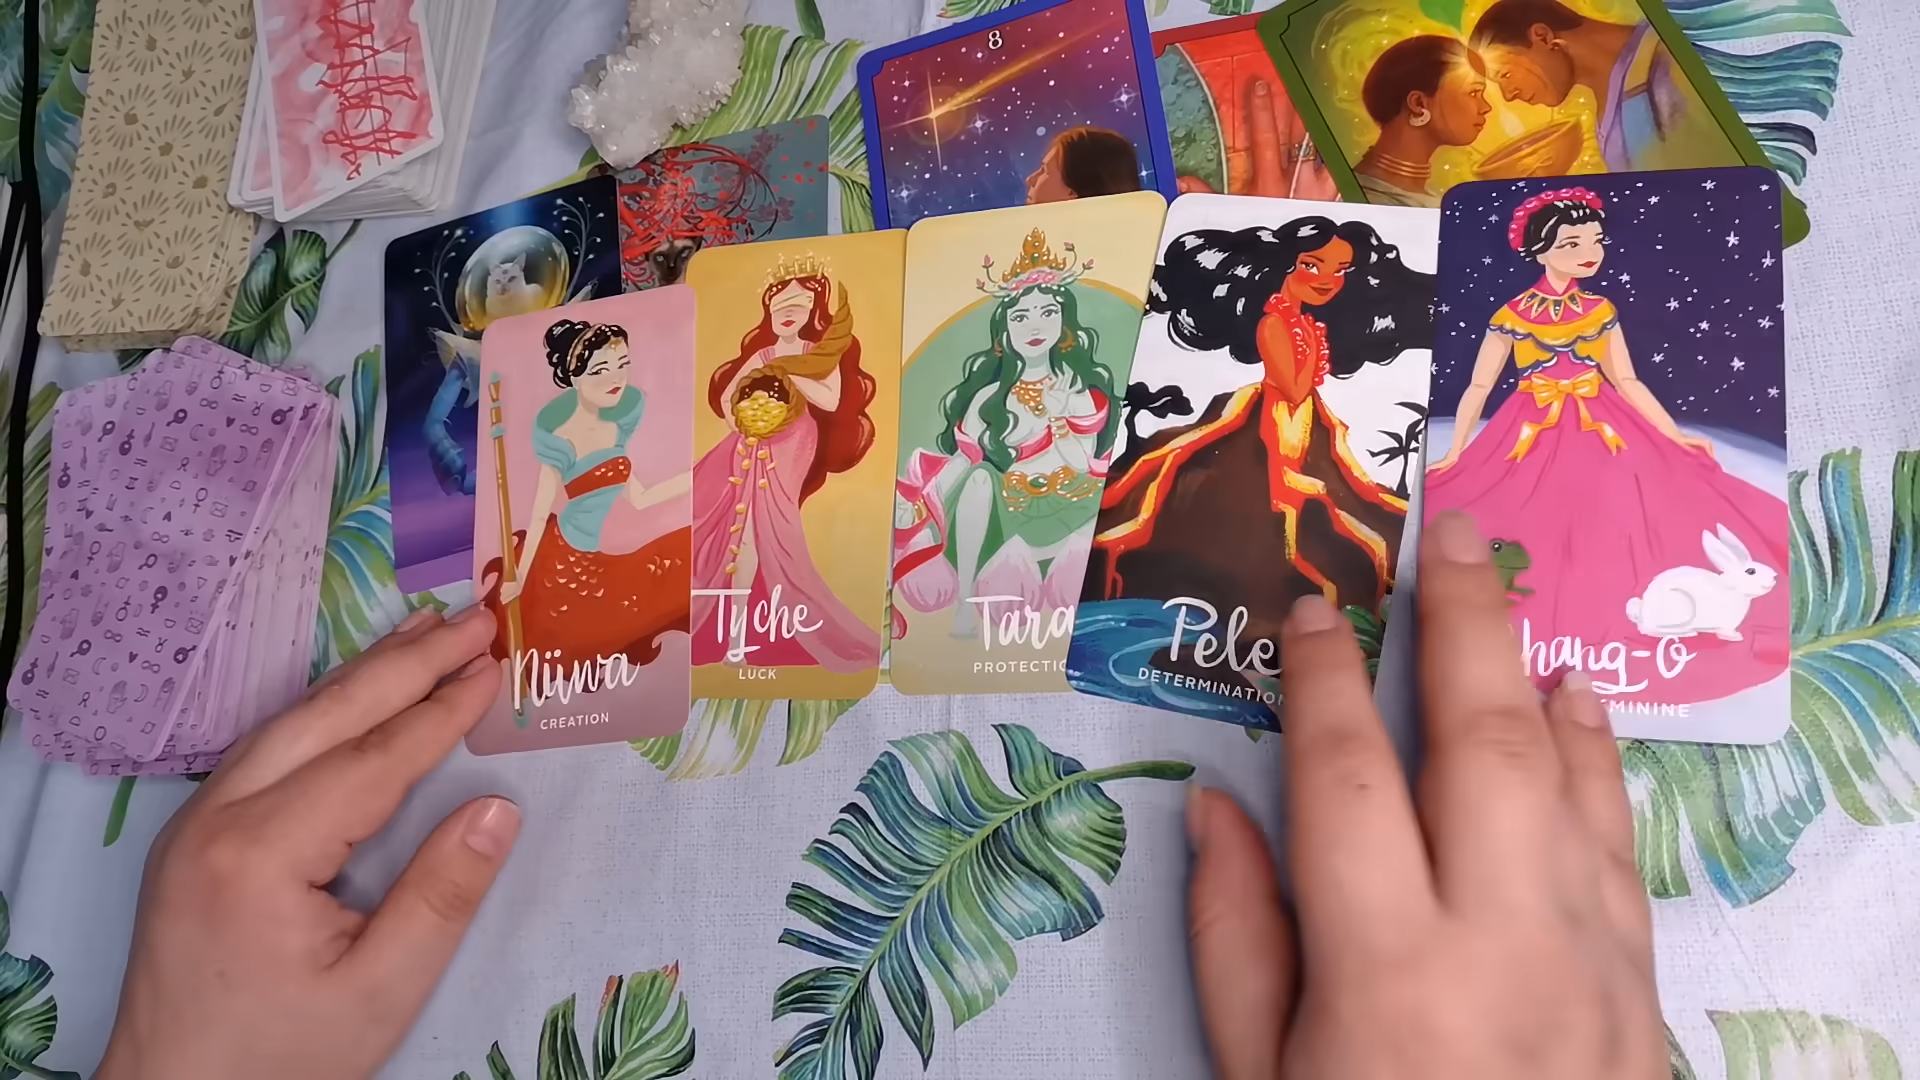 8
Nüwa
CREATION
Tyche
LUCK
Tara
PROTECTIO
Pele
DETERMINATION
hang-O
MININE